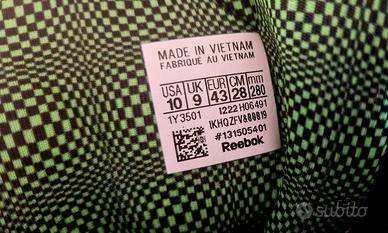 MADE IN VIETNAM
FABRIQUÉ AU VIETNAM
USA UK EUR CM mm
10 9 43 28 280
1Y3501 1222 H06491
IKHQZFV&00019
#131505401
Reebok
subito